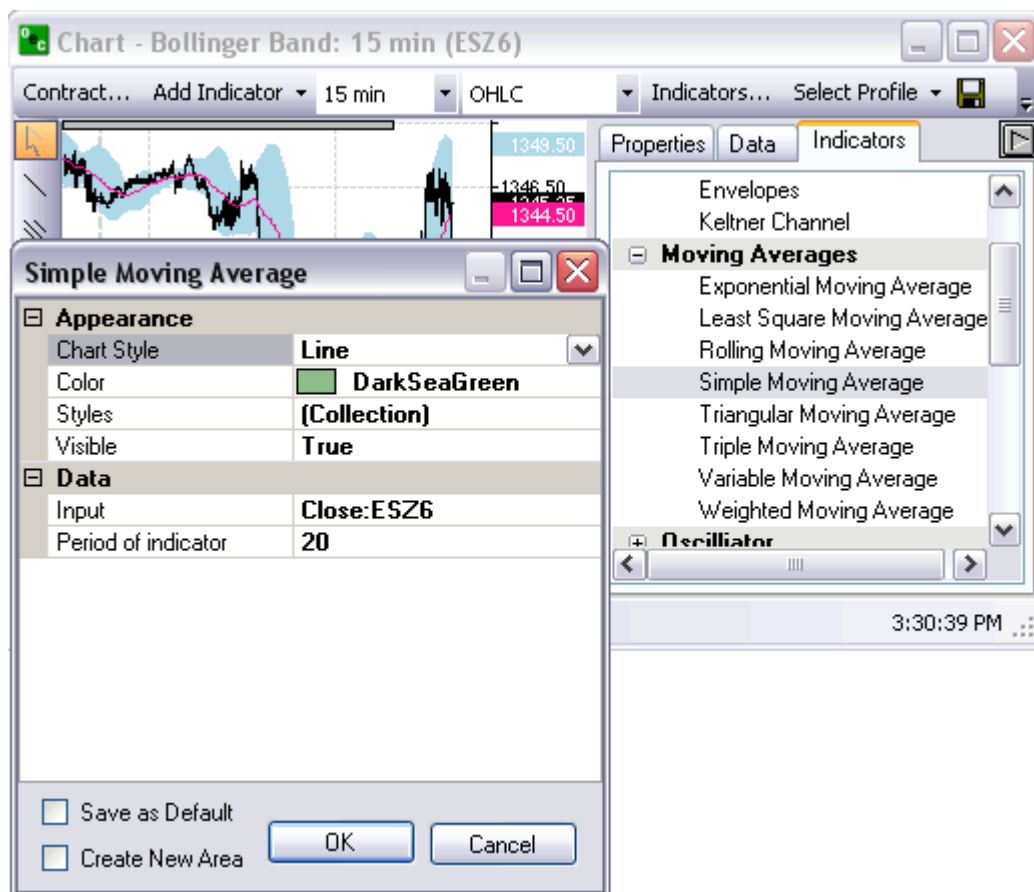 oec Chart - Bollinger Band: 15 min (ESZ6)
Contract... Add Indicator 15 min OHLC Indicators... Select Profile
1349.50
1346.50
1345.25
1344.50
Properties Data Indicators
Envelopes
Keltner Channel
Moving Averages
Exponential Moving Average
Least Square Moving Average
Rolling Moving Average
Simple Moving Average
Triangular Moving Average
Triple Moving Average
Variable Moving Average
Weighted Moving Average
Oscilliator
3:30:39 PM
Simple Moving Average
Appearance
Chart Style Line
Color DarkSeaGreen
Styles (Collection)
Visible True
Data
Input Close:ESZ6
Period of indicator 20
Save as Default
Create New Area
OK Cancel